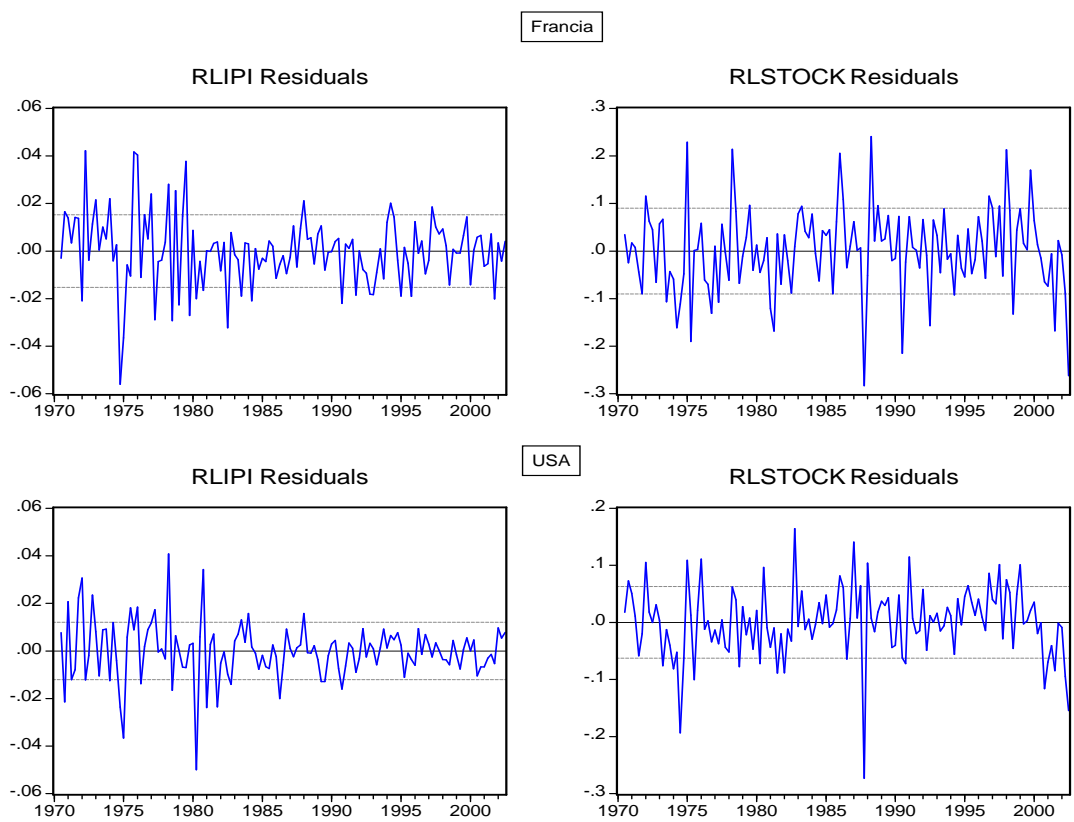 Francia
RLIPI Residuals
RLSTOCK Residuals
.06
.04
.02
.00
-.02
-.04
-.06
1970 1975 1980 1985 1990 1995 2000
.3
.2
.1
.0
-.1
-.2
-.3
1970 1975 1980 1985 1990 1995 2000
USA
RLIPI Residuals
RLSTOCK Residuals
.06
.04
.02
.00
-.02
-.04
-.06
1970 1975 1980 1985 1990 1995 2000
.2
.1
.0
-.1
-.2
-.3
1970 1975 1980 1985 1990 1995 2000